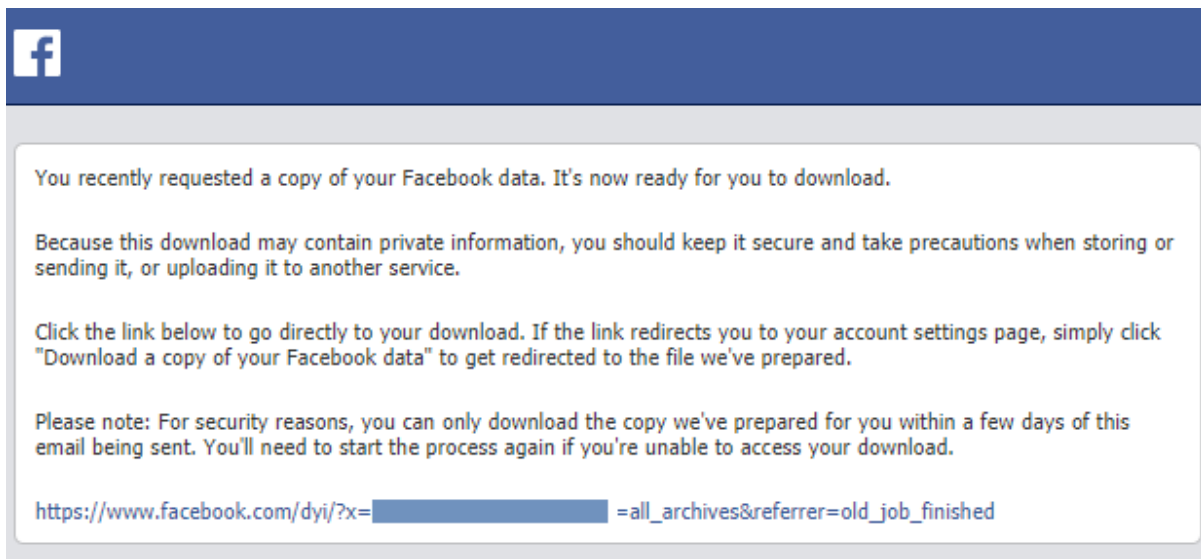 f
You recently requested a copy of your Facebook data. It's now ready for you to download.
Because this download may contain private information, you should keep it secure and take precautions when storing or
sending it, or uploading it to another service.
Click the link below to go directly to your download. If the link redirects you to your account settings page, simply click
"Download a copy of your Facebook data" to get redirected to the file we've prepared.
Please note: For security reasons, you can only download the copy we've prepared for you within a few days of this
email being sent. You'll need to start the process again if you're unable to access your download.
https://www.facebook.com/dyi/?x= =all_archives&referrer=old_job_finished